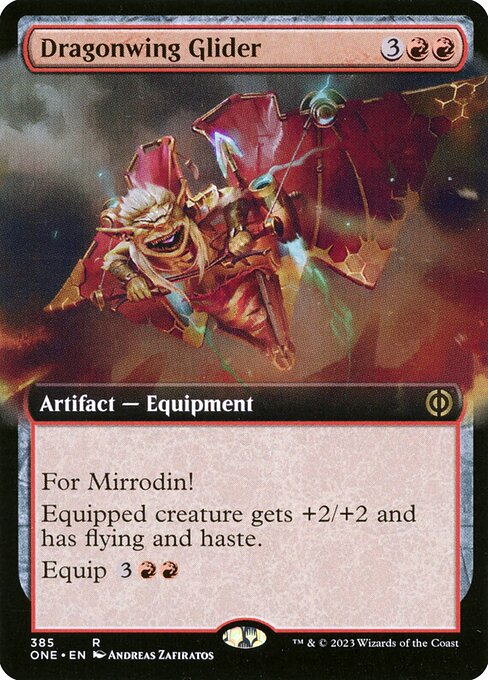 Dragonwing Glider 3
Artifact — Equipment
For Mirrodin!
Equipped creature gets +2/+2 and
has flying and haste.
Equip 3
385 R
ONE • EN ANDREAS ZAFIRATOS
™ & © 2023 Wizards of the Coast